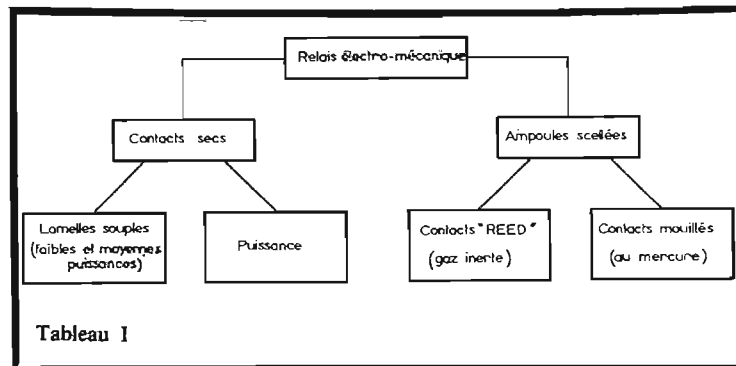 Relais électro-mécanique
Contacts secs
Ampoules scellées
Lamelles souples
(faibles et moyennes
puissances)
Puissance
Contacts "REED"
(gaz inerte)
Contacts mouillés
(au mercure)
Tableau I